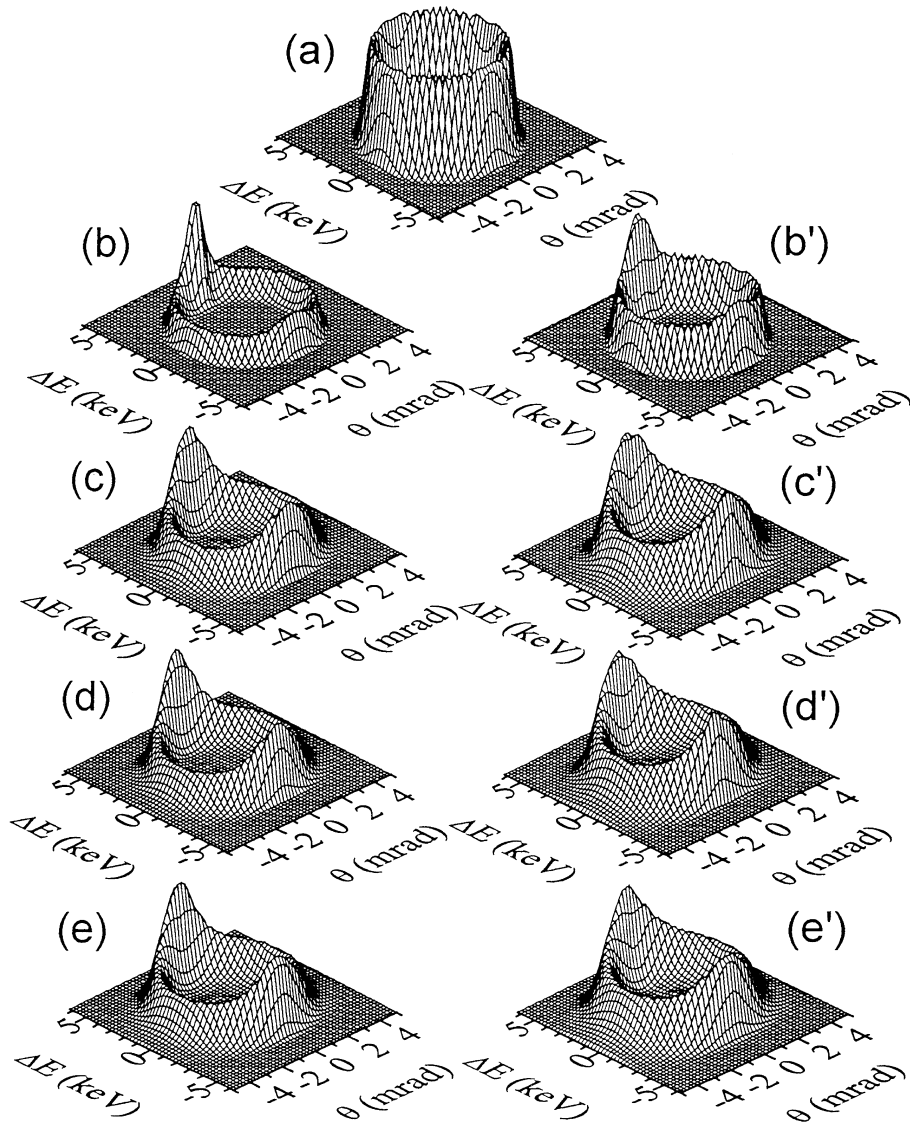 (a)
5 0 -5 -4 -2 0 2 4
ΔE (keV) θ (mrad)
(b) (b')
5 0 -5 -4 -2 0 2 4 5 0 -5 -4 -2 0 2 4
ΔE (keV) θ (mrad) ΔE (keV) θ (mrad)
(c) (c')
5 0 -5 -4 -2 0 2 4 5 0 -5 -4 -2 0 2 4
ΔE (keV) θ (mrad) ΔE (keV) θ (mrad)
(d) (d')
5 0 -5 -4 -2 0 2 4 5 0 -5 -4 -2 0 2 4
ΔE (keV) θ (mrad) ΔE (keV) θ (mrad)
(e) (e')
5 0 -5 -4 -2 0 2 4 5 0 -5 -4 -2 0 2 4
ΔE (keV) θ (mrad) ΔE (keV) θ (mrad)